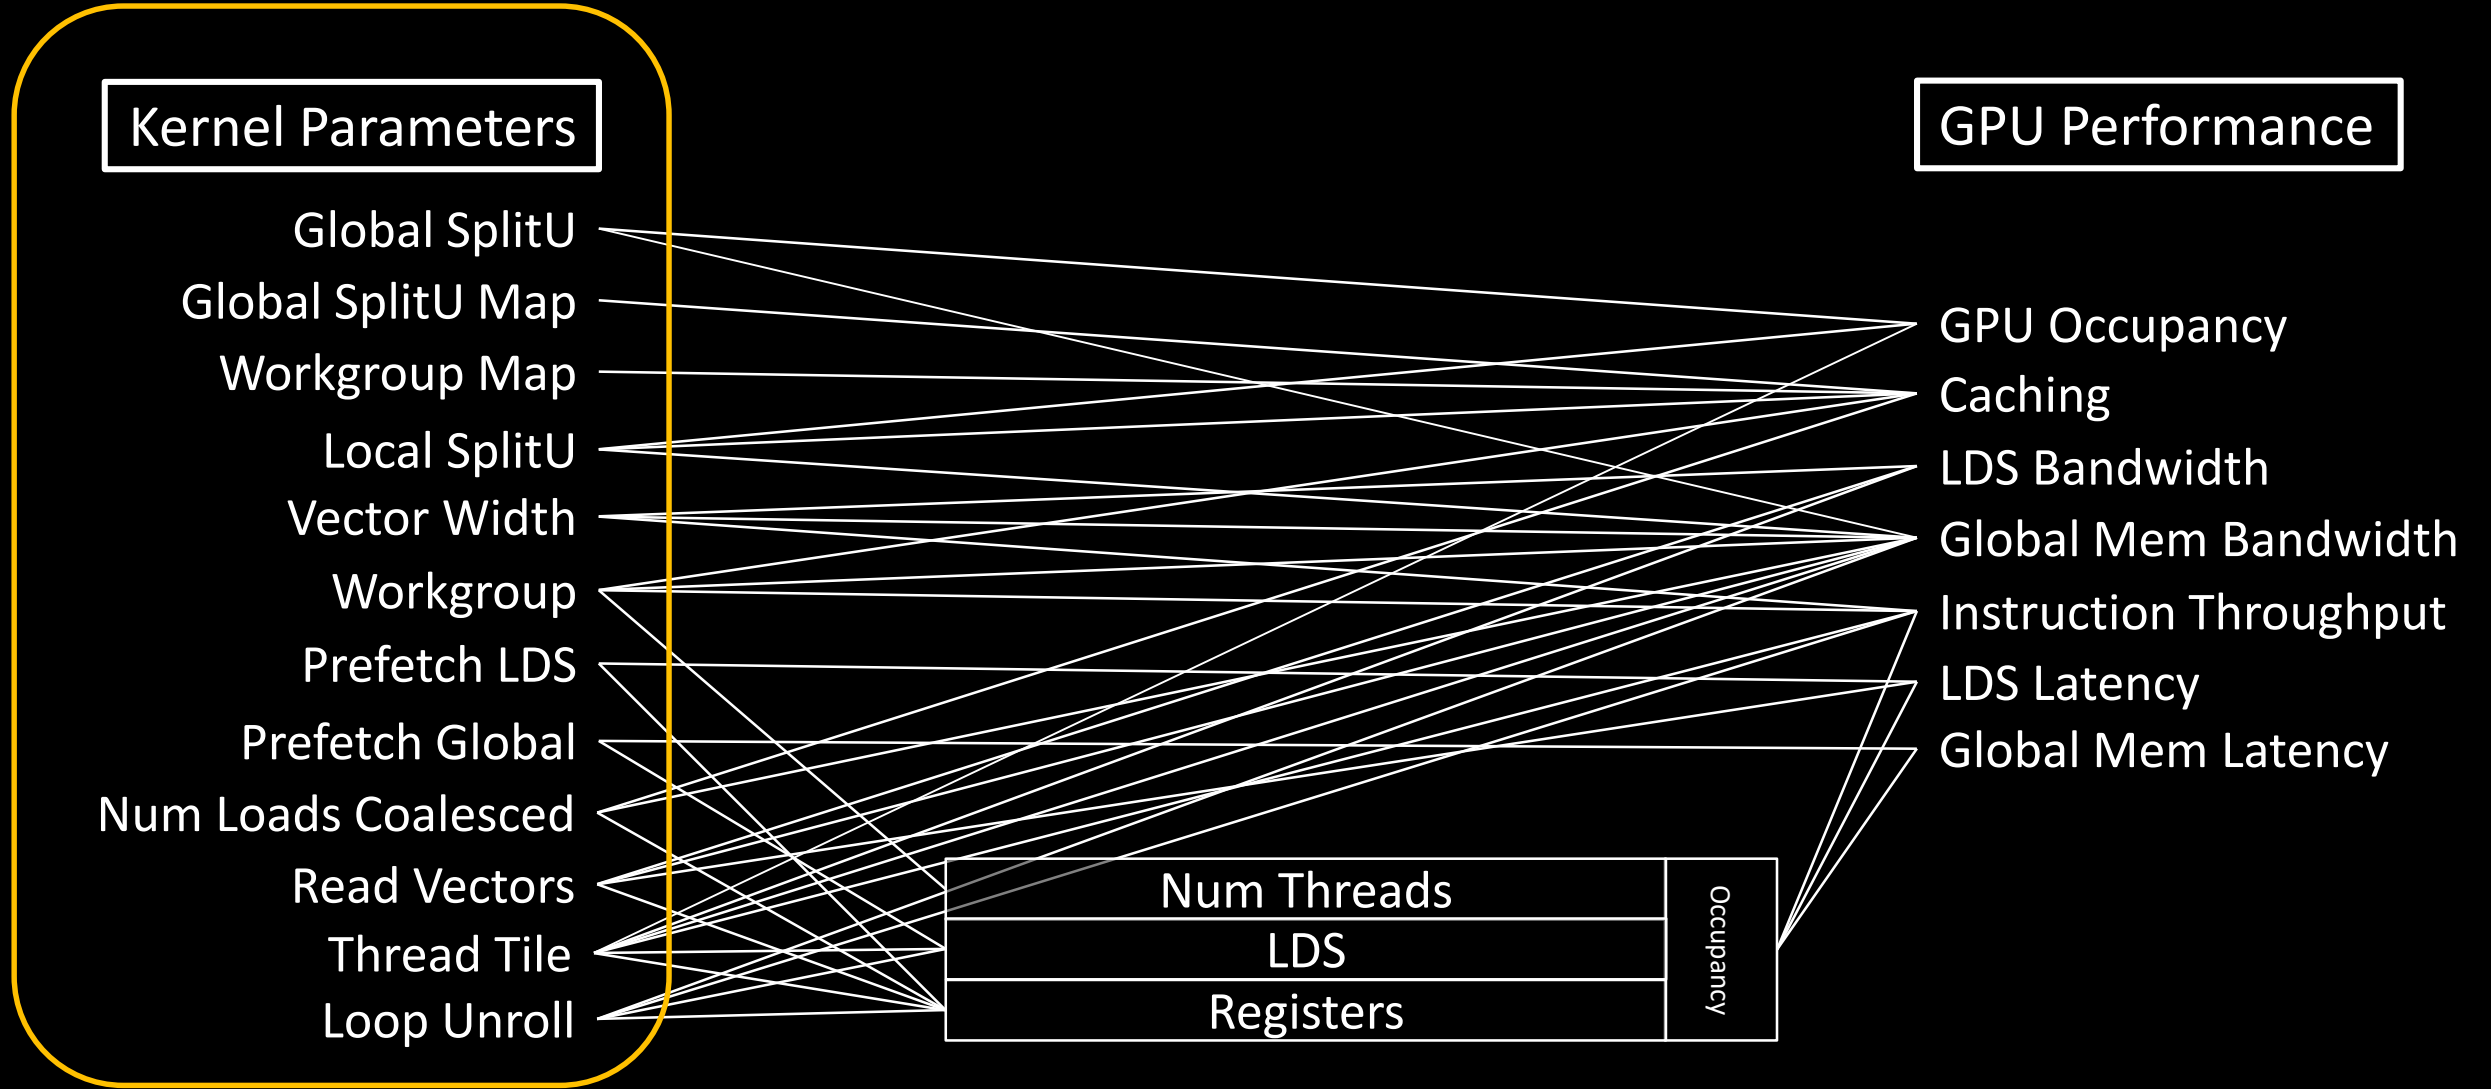 Kernel Parameters
Global SplitU
Global SplitU Map
Workgroup Map
Local SplitU
Vector Width
Workgroup
Prefetch LDS
Prefetch Global
Num Loads Coalesced
Read Vectors
Thread Tile
Loop Unroll
Num Threads
LDS
Registers
Occupancy
GPU Performance
GPU Occupancy
Caching
LDS Bandwidth
Global Mem Bandwidth
Instruction Throughput
LDS Latency
Global Mem Latency